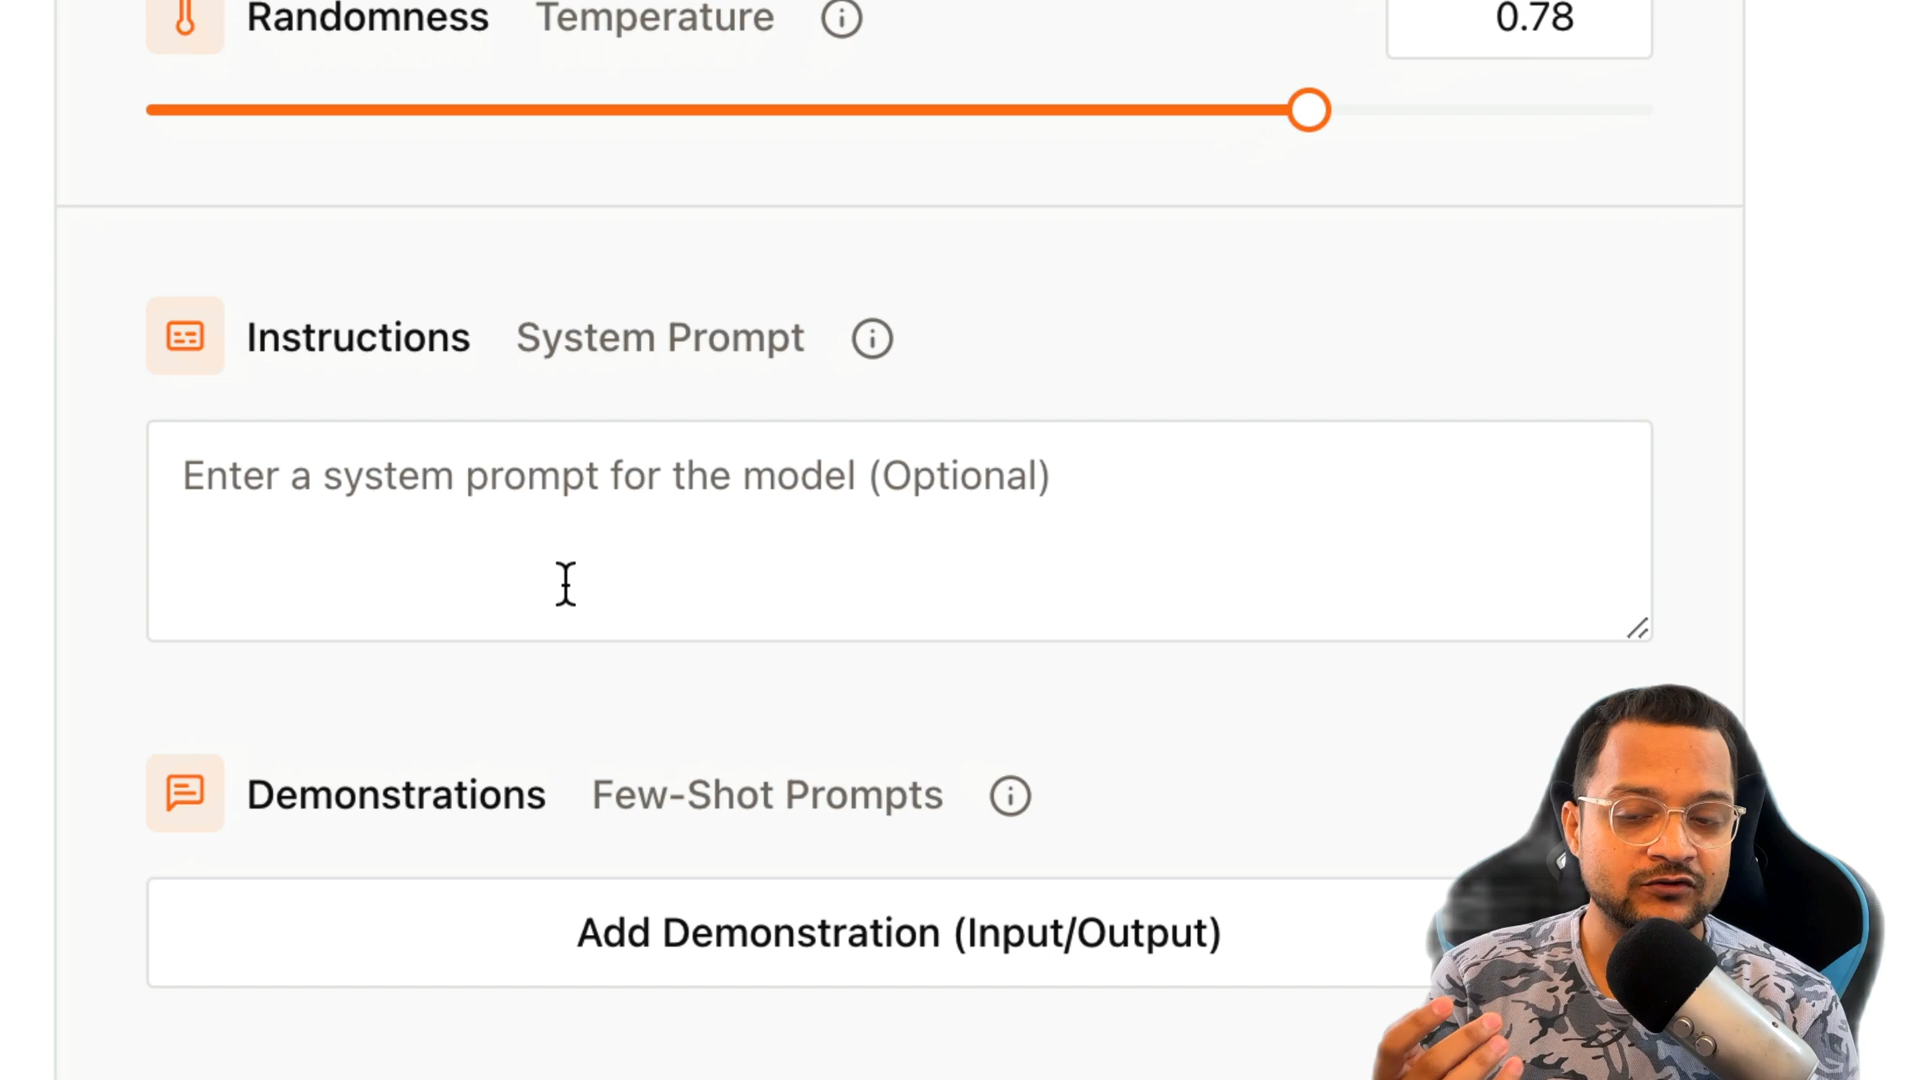 Randomness Temperature
0.78
Instructions System Prompt
Enter a system prompt for the model (Optional)
Demonstrations Few-Shot Prompts
Add Demonstration (Input/Output)